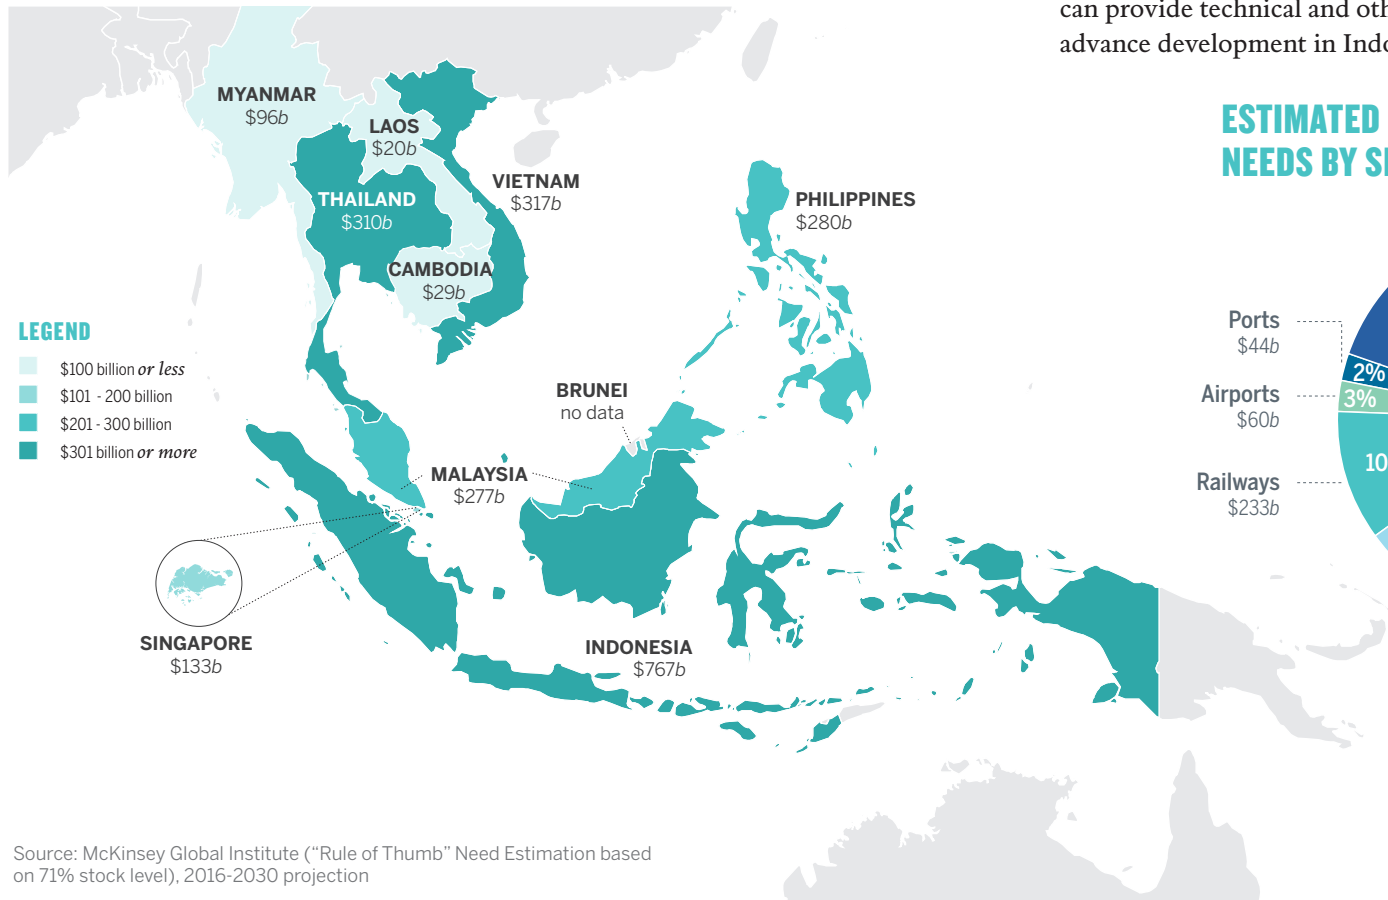 can provide technical and oth
advance development in Indo
ESTIMATED
NEEDS BY S
MYANMAR
$96b
LAOS
$20b
VIETNAM
$317b
THAILAND
$310b
CAMBODIA
$29b
PHILIPPINES
$280b
LEGEND
$100 billion or less
$101 - 200 billion
$201 - 300 billion
$301 billion or more
BRUNEI
no data
MALAYSIA
$277b
SINGAPORE
$133b
INDONESIA
$767b
Ports
$44b
2%
Airports
$60b
3%
Railways
$233b
10
Source: McKinsey Global Institute (“Rule of Thumb” Need Estimation based
on 71% stock level), 2016-2030 projection